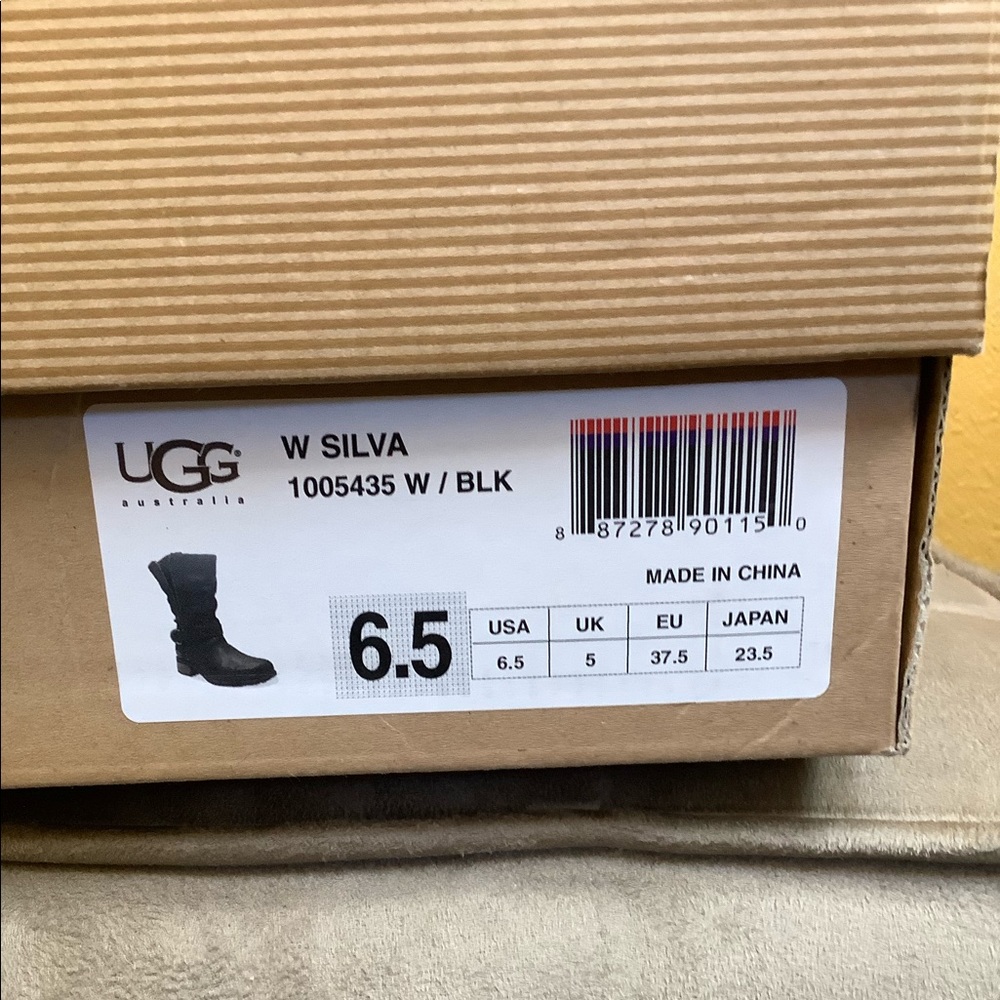 UGG®
australia
W SILVA
1005435 W / BLK
8 87278 90115 0
MADE IN CHINA
6.5
USA UK EU JAPAN
6.5 5 37.5 23.5